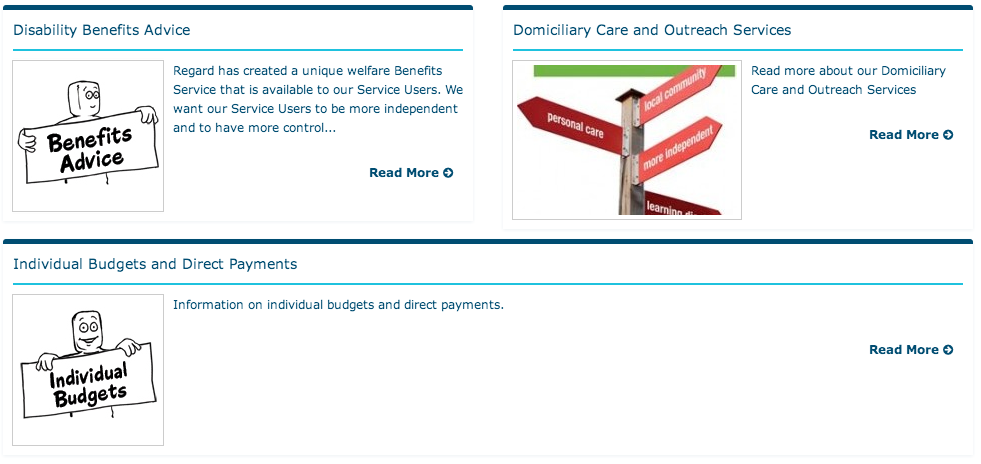 Disability Benefits Advice
Benefits
Advice
Regard has created a unique welfare Benefits
Service that is available to our Service Users. We
want our Service Users to be more independent
and to have more control...
Read More
Domiciliary Care and Outreach Services
local community
personal care
more independent
learning
Read more about our Domiciliary
Care and Outreach Services
Read More
Individual Budgets and Direct Payments
Individual
Budgets
Information on individual budgets and direct payments.
Read More